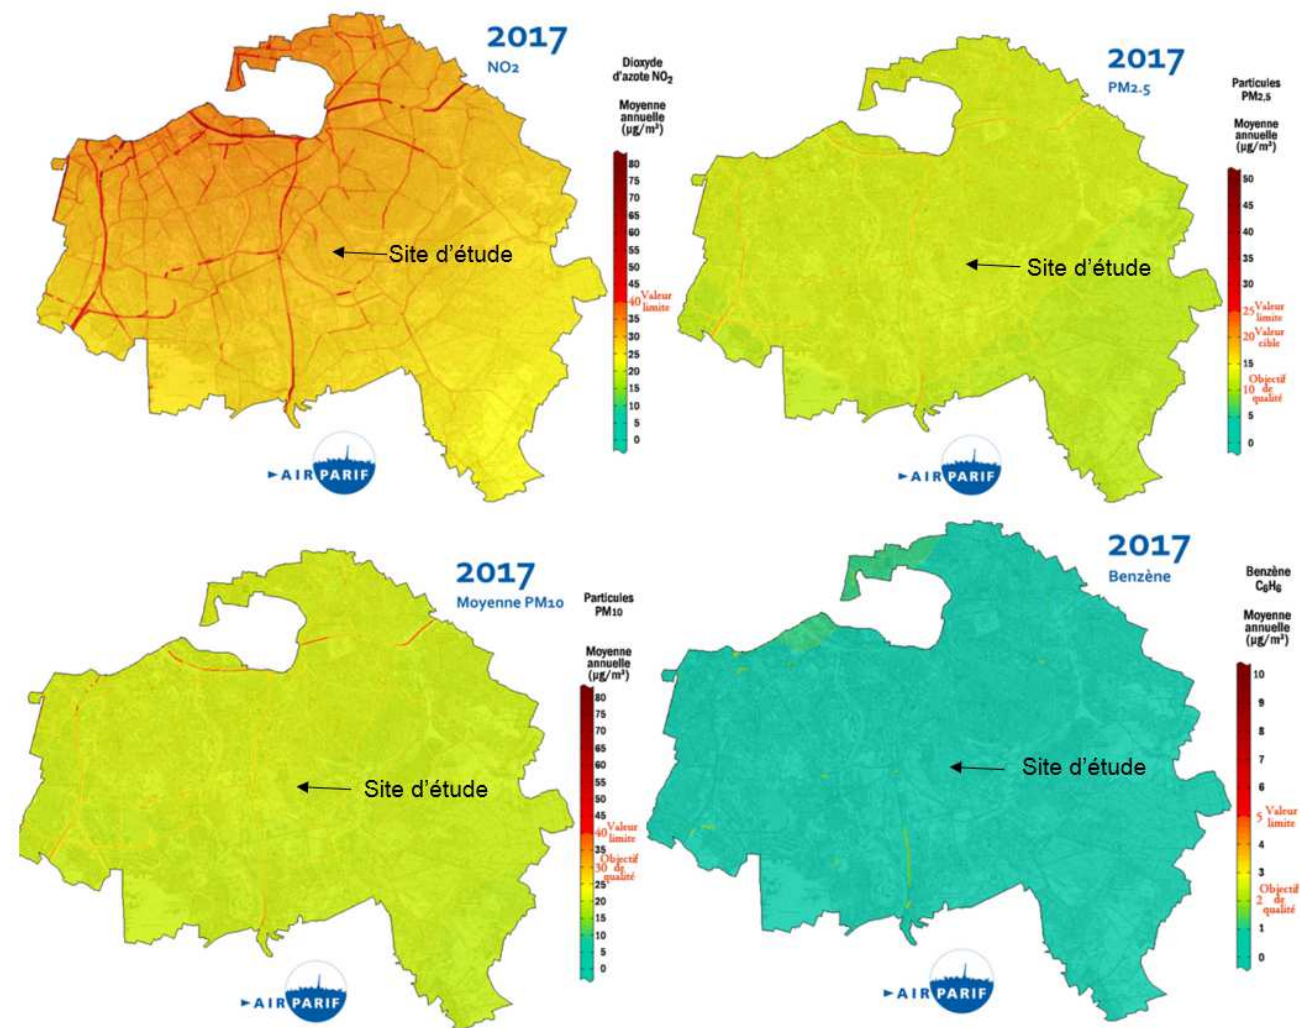 2017
NO2
Dioxyde
d'azote NO2
Moyenne
annuelle
(µg/m³)
80
75
70
65
60
55
50
45
40 Valeur
limite
35
30
25
20
15
10
5
0
Site d'étude
AIRPARIF
2017
PM2.5
Particules
PM2,5
Moyenne
annuelle
(µg/m³)
50
45
40
35
30
25 Valeur
limite
20 Valeur
cible
15
Objectif
10 de
qualité
5
0
Site d'étude
AIRPARIF
2017
Moyenne PM10
Particules
PM10
Moyenne
annuelle
(µg/m³)
80
75
70
65
60
55
50
45
40 Valeur
limite
35
Objectif
30 de
qualité
25
20
15
10
5
0
Site d'étude
AIRPARIF
2017
Benzène
Benzène
C6H6
Moyenne
annuelle
(µg/m³)
10
9
8
7
6
5 Valeur
limite
4
3
Objectif
2 de
qualité
1
0
Site d'étude
AIRPARIF